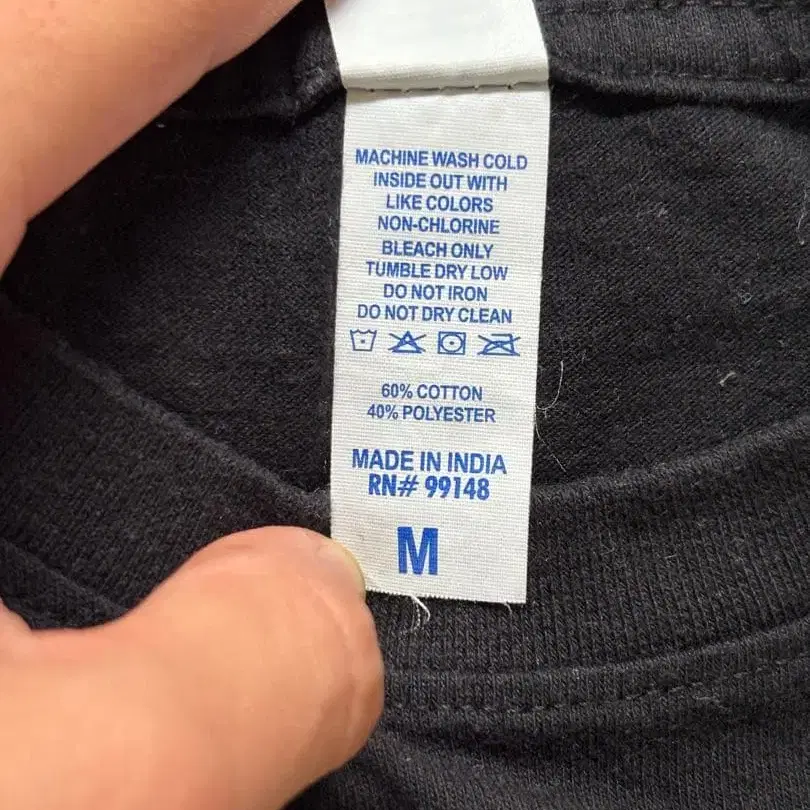 MACHINE WASH COLD
INSIDE OUT WITH
LIKE COLORS
NON-CHLORINE
BLEACH ONLY
TUMBLE DRY LOW
DO NOT IRON
DO NOT DRY CLEAN
60% COTTON
40% POLYESTER
MADE IN INDIA
RN# 99148
M